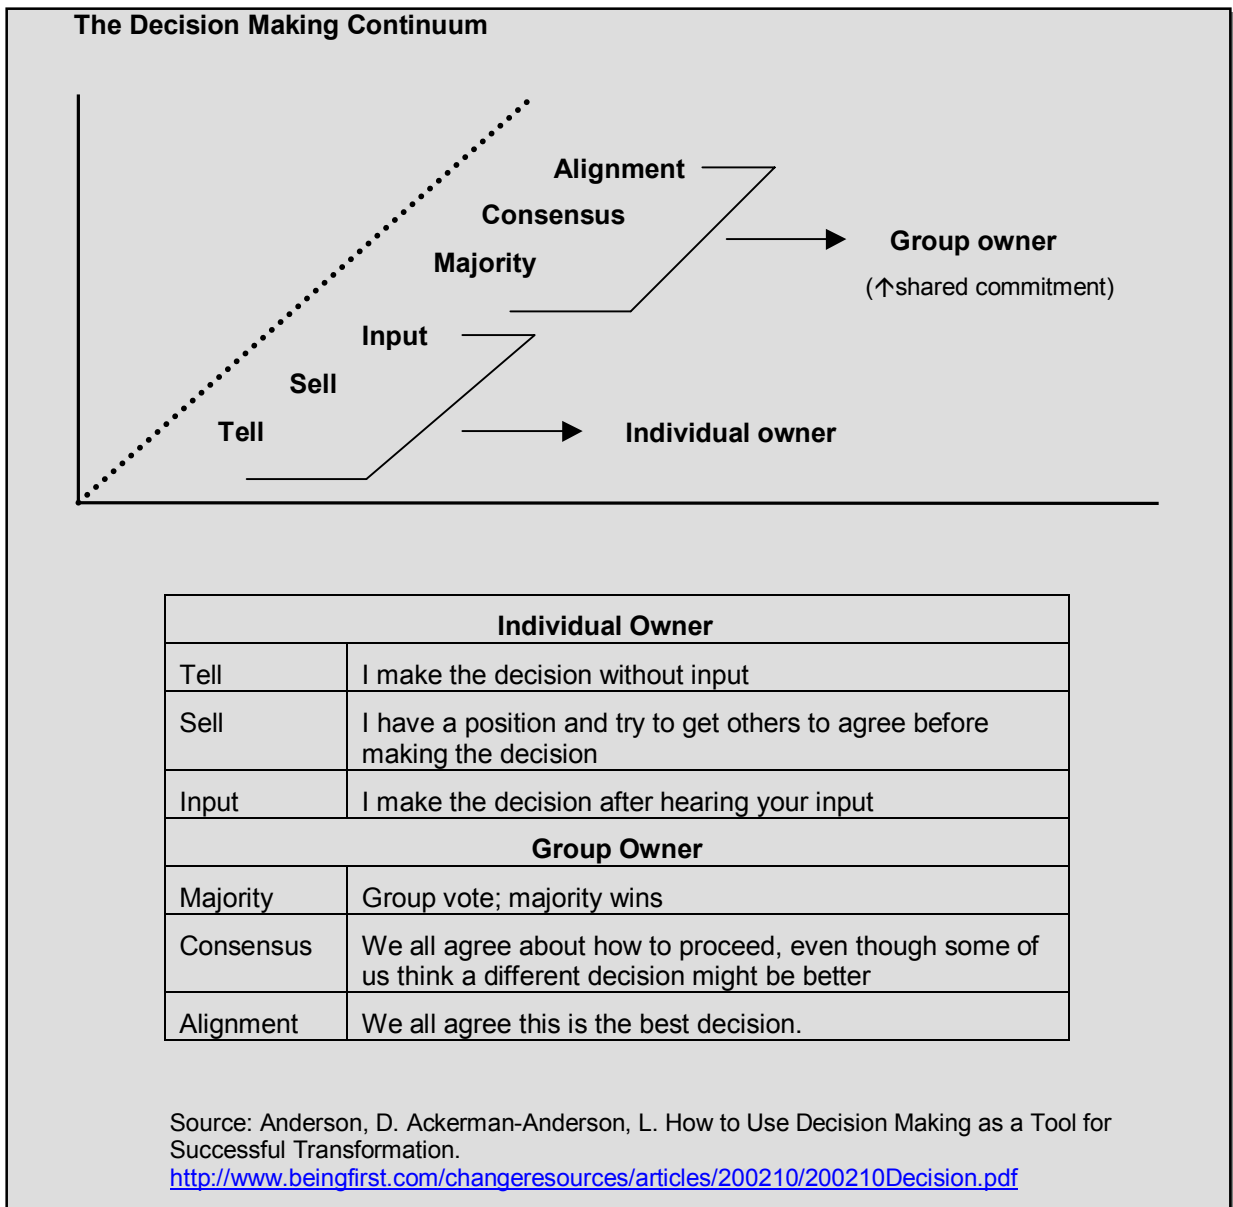 The Decision Making Continuum
Alignment
Consensus
Majority
Group owner
(↑shared commitment)
Input
Sell
Tell
Individual owner
Individual Owner
Tell I make the decision without input
Sell I have a position and try to get others to agree before
making the decision
Input I make the decision after hearing your input
Group Owner
Majority Group vote; majority wins
Consensus We all agree about how to proceed, even though some of
us think a different decision might be better
Alignment We all agree this is the best decision.
Source: Anderson, D. Ackerman-Anderson, L. How to Use Decision Making as a Tool for
Successful Transformation.
http://www.beingfirst.com/changeresources/articles/200210/200210Decision.pdf